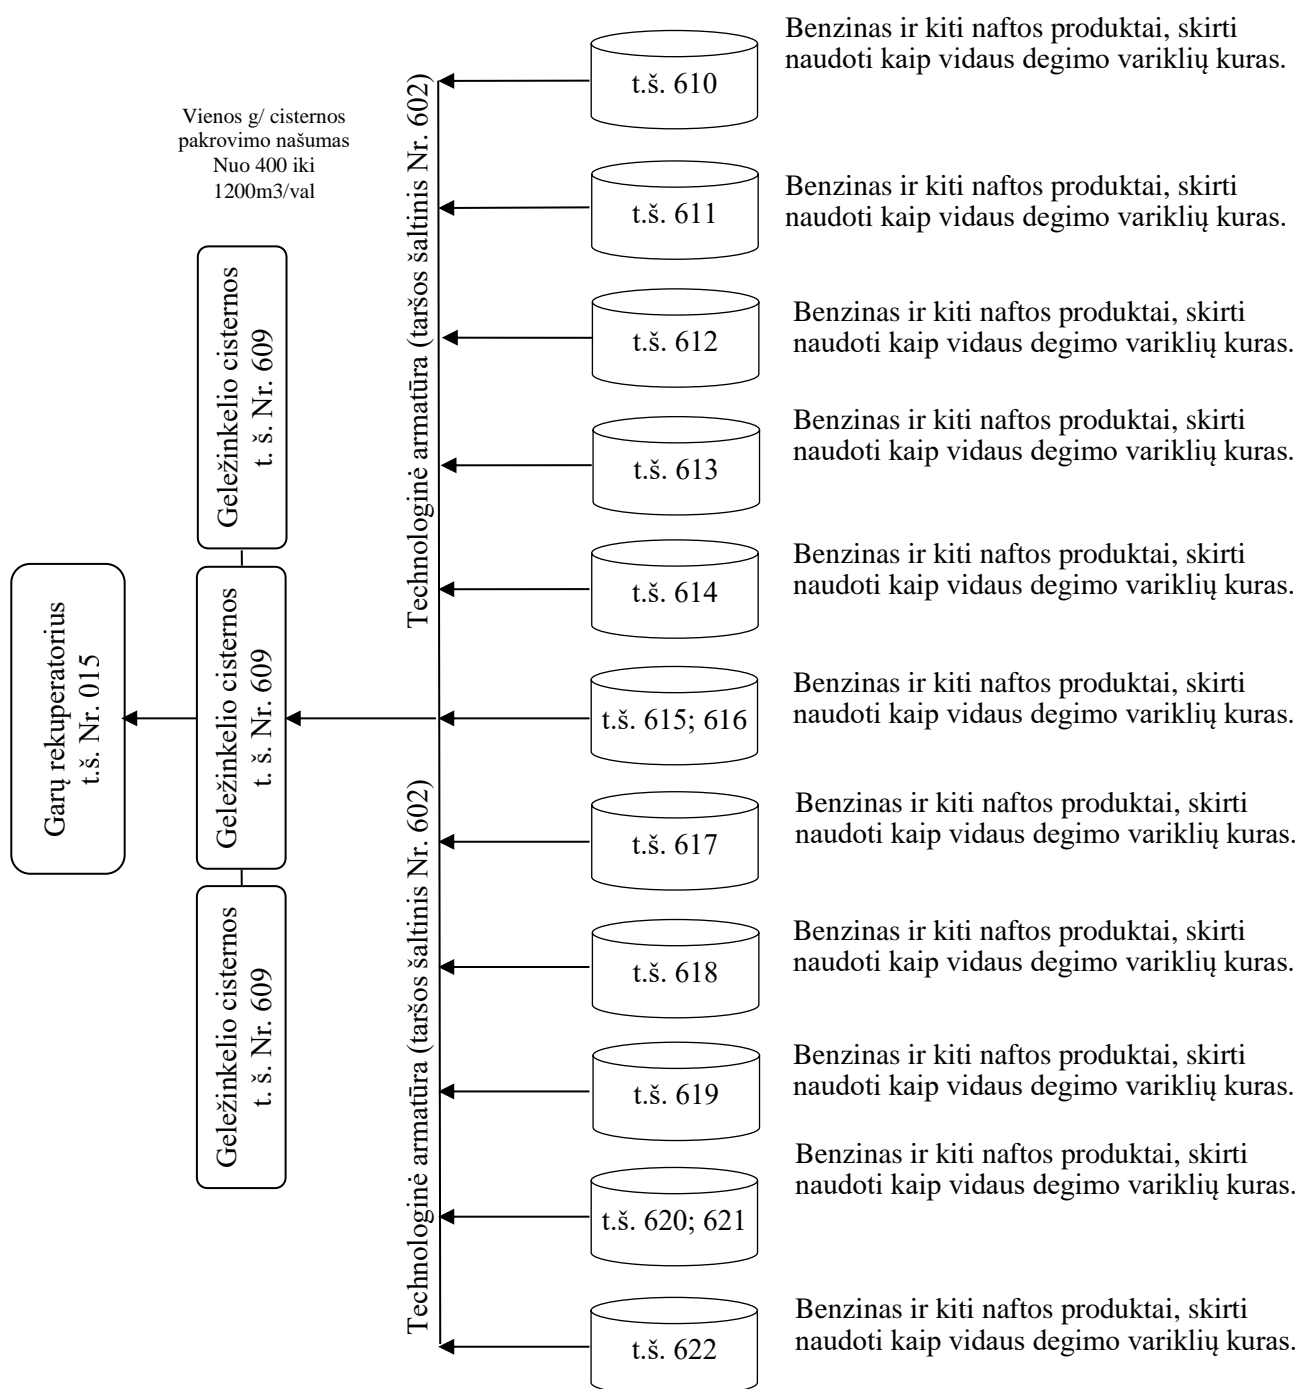 Benzinas ir kiti naftos produktai, skirti
naudoti kaip vidaus degimo variklių kuras.
t.š. 610
Vienos g/ cisternos
pakrovimo našumas
Nuo 400 iki
1200m3/val
Technologinė armatūra (taršos šaltinis Nr. 602)
Benzinas ir kiti naftos produktai, skirti
naudoti kaip vidaus degimo variklių kuras.
t.š. 611
Geležinkelio cisternos
t. š. Nr. 609
Benzinas ir kiti naftos produktai, skirti
naudoti kaip vidaus degimo variklių kuras.
t.š. 612
Benzinas ir kiti naftos produktai, skirti
naudoti kaip vidaus degimo variklių kuras.
t.š. 613
Benzinas ir kiti naftos produktai, skirti
naudoti kaip vidaus degimo variklių kuras.
t.š. 614
Garų rekuperatorius
t.š. Nr. 015
Geležinkelio cisternos
t. š. Nr. 609
Benzinas ir kiti naftos produktai, skirti
naudoti kaip vidaus degimo variklių kuras.
t.š. 615; 616
Technologinė armatūra (taršos šaltinis Nr. 602)
Benzinas ir kiti naftos produktai, skirti
naudoti kaip vidaus degimo variklių kuras.
t.š. 617
Geležinkelio cisternos
t. š. Nr. 609
Benzinas ir kiti naftos produktai, skirti
naudoti kaip vidaus degimo variklių kuras.
t.š. 618
Benzinas ir kiti naftos produktai, skirti
naudoti kaip vidaus degimo variklių kuras.
t.š. 619
Benzinas ir kiti naftos produktai, skirti
naudoti kaip vidaus degimo variklių kuras.
t.š. 620; 621
Benzinas ir kiti naftos produktai, skirti
naudoti kaip vidaus degimo variklių kuras.
t.š. 622